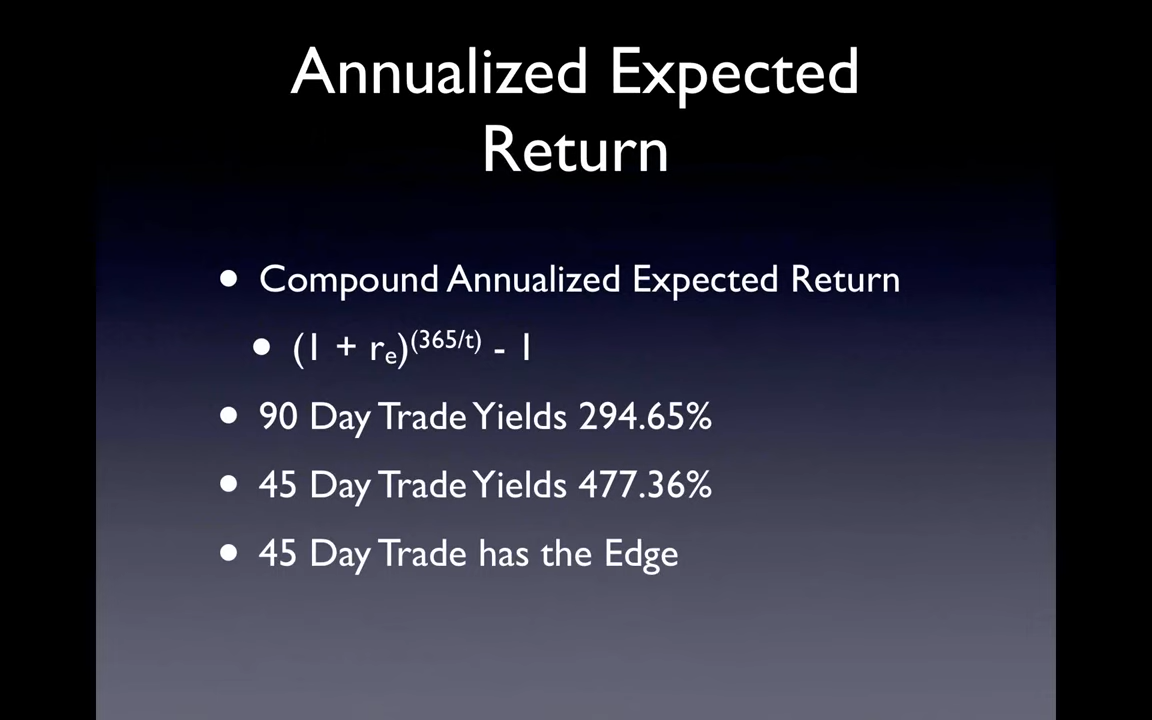 Annualized Expected
Return
• Compound Annualized Expected Return
• (1 + rₑ)⁽³⁶⁵/ᵗ⁾ - 1
• 90 Day Trade Yields 294.65%
• 45 Day Trade Yields 477.36%
• 45 Day Trade has the Edge